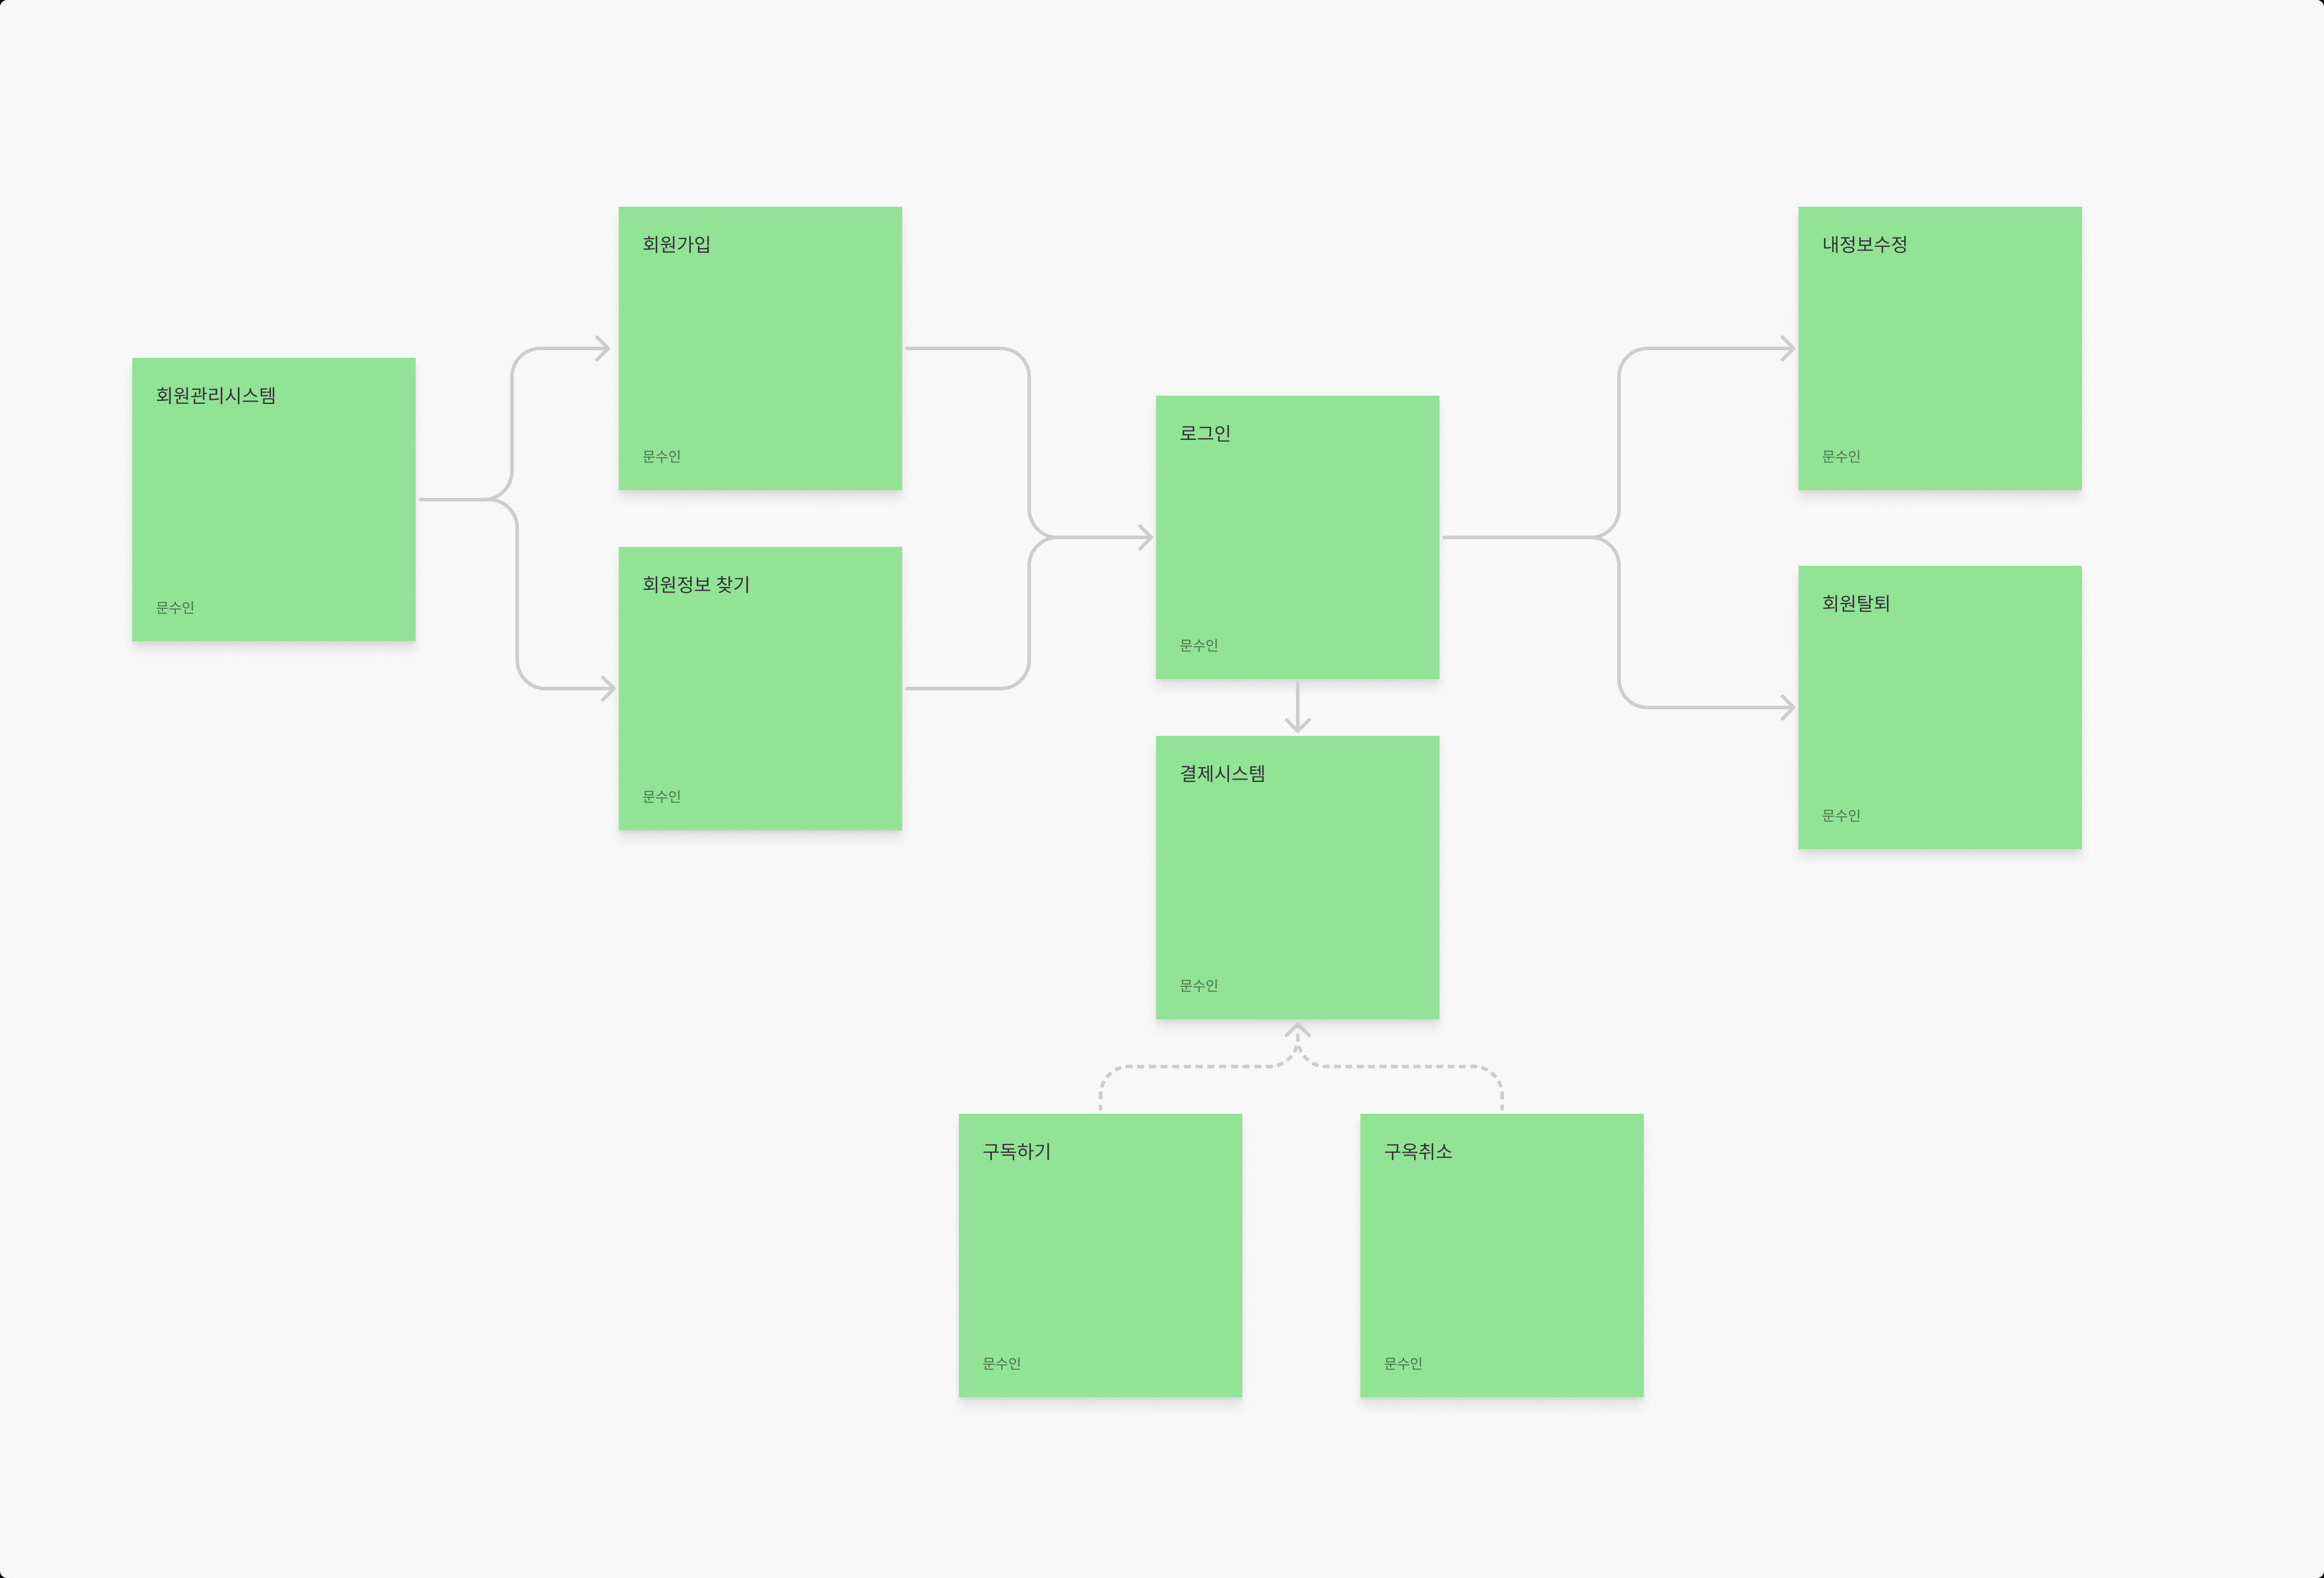 회원관리시스템
문수인
회원가입
문수인
회원정보 찾기
문수인
로그인
문수인
결제시스템
문수인
구독하기
문수인
구옥취소
문수인
내정보수정
문수인
회원탈퇴
문수인